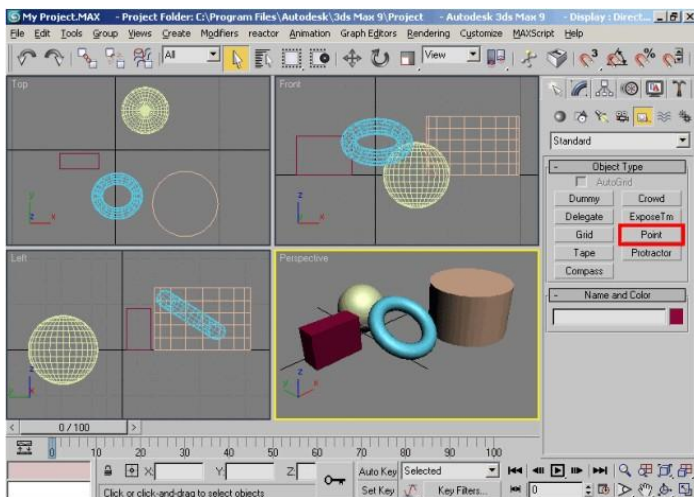 My Project.MAX - Project Folder: C:\Program Files\Autodesk\3ds Max 9\Project - Autodesk 3ds Max 9 - Display : Direct...
File Edit Tools Group Views Create Modifiers reactor Animation Graph Editors Rendering Customize MAXScript Help
All View
Top Front
Standard
Object Type
AutoGrid
Dummy Crowd
Delegate ExposeTm
Grid Point
Tape Protractor
Compass
Left Perspective
Name and Color
0 / 100
0 10 20 30 40 50 60 70 80 90 100
X: Y: Z: Auto Key Selected
Click or click-and-drag to select objects Set Key Key Filters... 0